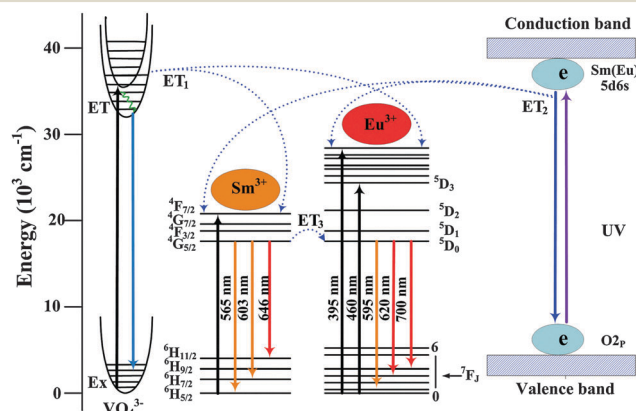 Conduction band
Energy (10³ cm⁻¹)
40
30
20
10
0
ET
ET₁
Ex
e
Sm(Eu)
5d6s
ET₂
Eu³⁺
Sm³⁺
⁴F₇/₂
⁴G₇/₂
⁴F₃/₂
⁴G₅/₂
ET₃
⁵D₃
⁵D₂
⁵D₁
⁵D₀
UV
565 nm
603 nm
646 nm
395 nm
460 nm
595 nm
620 nm
700 nm
⁶H₁₁/₂
⁶H₉/₂
⁶H₇/₂
⁶H₅/₂
6
⁷F_J
0
e
O2ₚ
Valence band